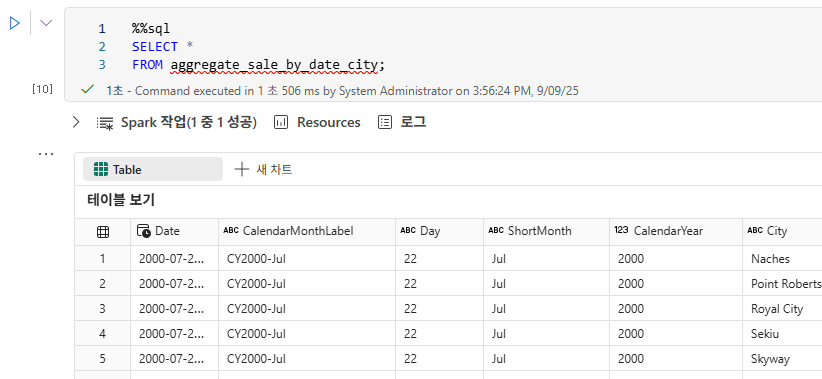 1 %%sql
2 SELECT *
3 FROM aggregate_sale_by_date_city;
[10] 1초 - Command executed in 1 초 506 ms by System Administrator on 3:56:24 PM, 9/09/25
Spark 작업(1 중 1 성공) Resources 로그
Table 새 차트
테이블 보기
Date ABC CalendarMonthLabel ABC Day ABC ShortMonth 123 CalendarYear ABC City
1 2000-07-2... CY2000-Jul 22 Jul 2000 Naches
2 2000-07-2... CY2000-Jul 22 Jul 2000 Point Roberts
3 2000-07-2... CY2000-Jul 22 Jul 2000 Royal City
4 2000-07-2... CY2000-Jul 22 Jul 2000 Sekiu
5 2000-07-2... CY2000-Jul 22 Jul 2000 Skyway